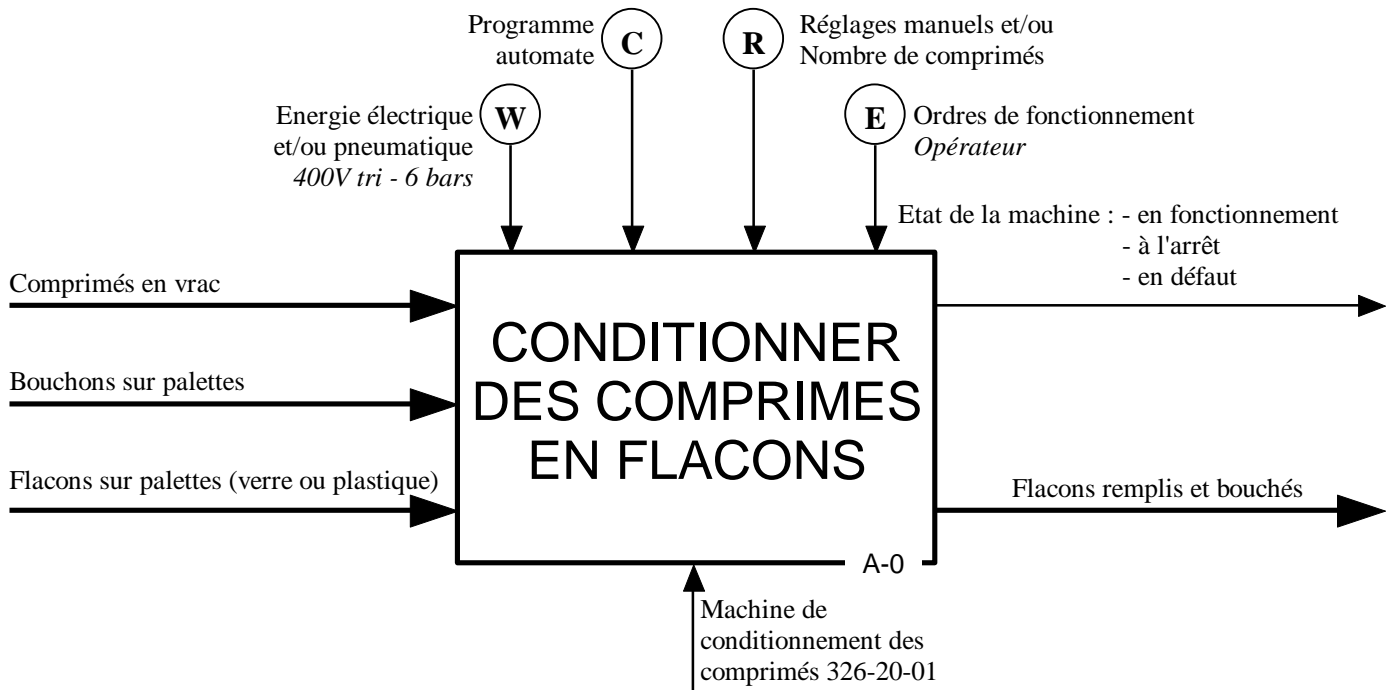 Programme
automate
C
R
Réglages manuels et/ou
Nombre de comprimés
Energie électrique
et/ou pneumatique
400V tri - 6 bars
W
E
Ordres de fonctionnement
Opérateur
Etat de la machine : - en fonctionnement
- à l'arrêt
- en défaut
Comprimés en vrac
Bouchons sur palettes
Flacons sur palettes (verre ou plastique)
CONDITIONNER
DES COMPRIMES
EN FLACONS
A-0
Flacons remplis et bouchés
Machine de
conditionnement des
comprimés 326-20-01